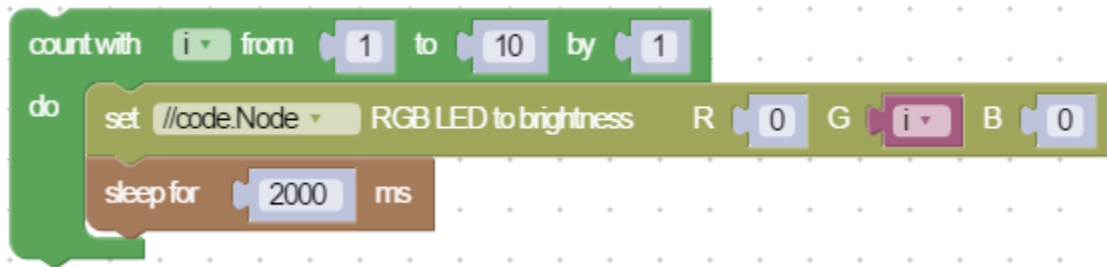 count with i from 1 to 10 by 1
do
set //code.Node RGB LED to brightness R 0 G i B 0
sleep for 2000 ms